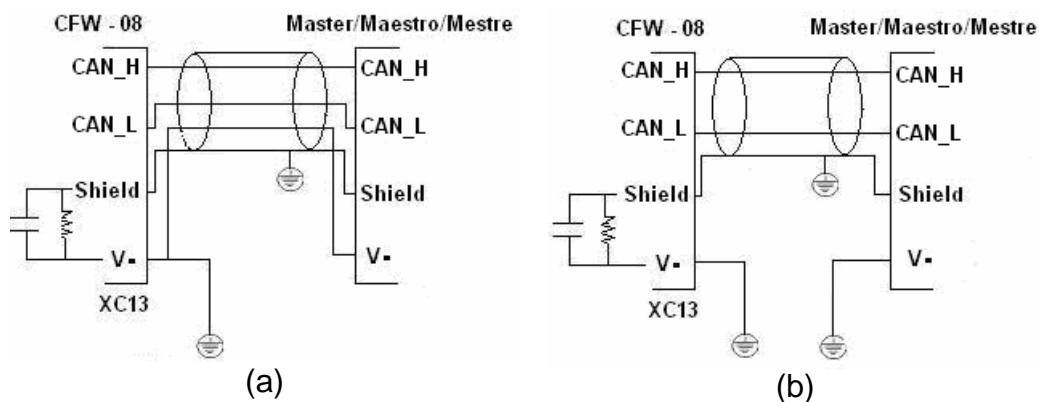 CFW - 08
Master/Maestro/Mestre
CAN_H
CAN_H
CAN_L
CAN_L
Shield
Shield
V-
V-
XC13
(a)
CFW - 08
Master/Maestro/Mestre
CAN_H
CAN_H
CAN_L
CAN_L
Shield
Shield
V-
V-
XC13
(b)